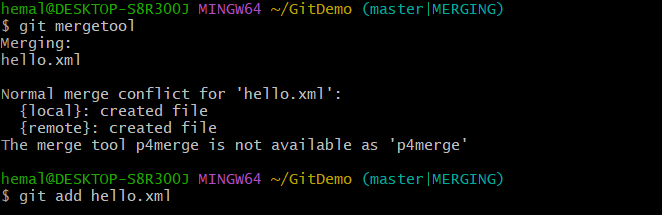 hemal@DESKTOP-S8R3OOJ MINGW64 ~/GitDemo (master|MERGING)
$ git mergetool
Merging:
hello.xml

Normal merge conflict for 'hello.xml':
  {local}: created file
  {remote}: created file
The merge tool p4merge is not available as 'p4merge'

hemal@DESKTOP-S8R3OOJ MINGW64 ~/GitDemo (master|MERGING)
$ git add hello.xml